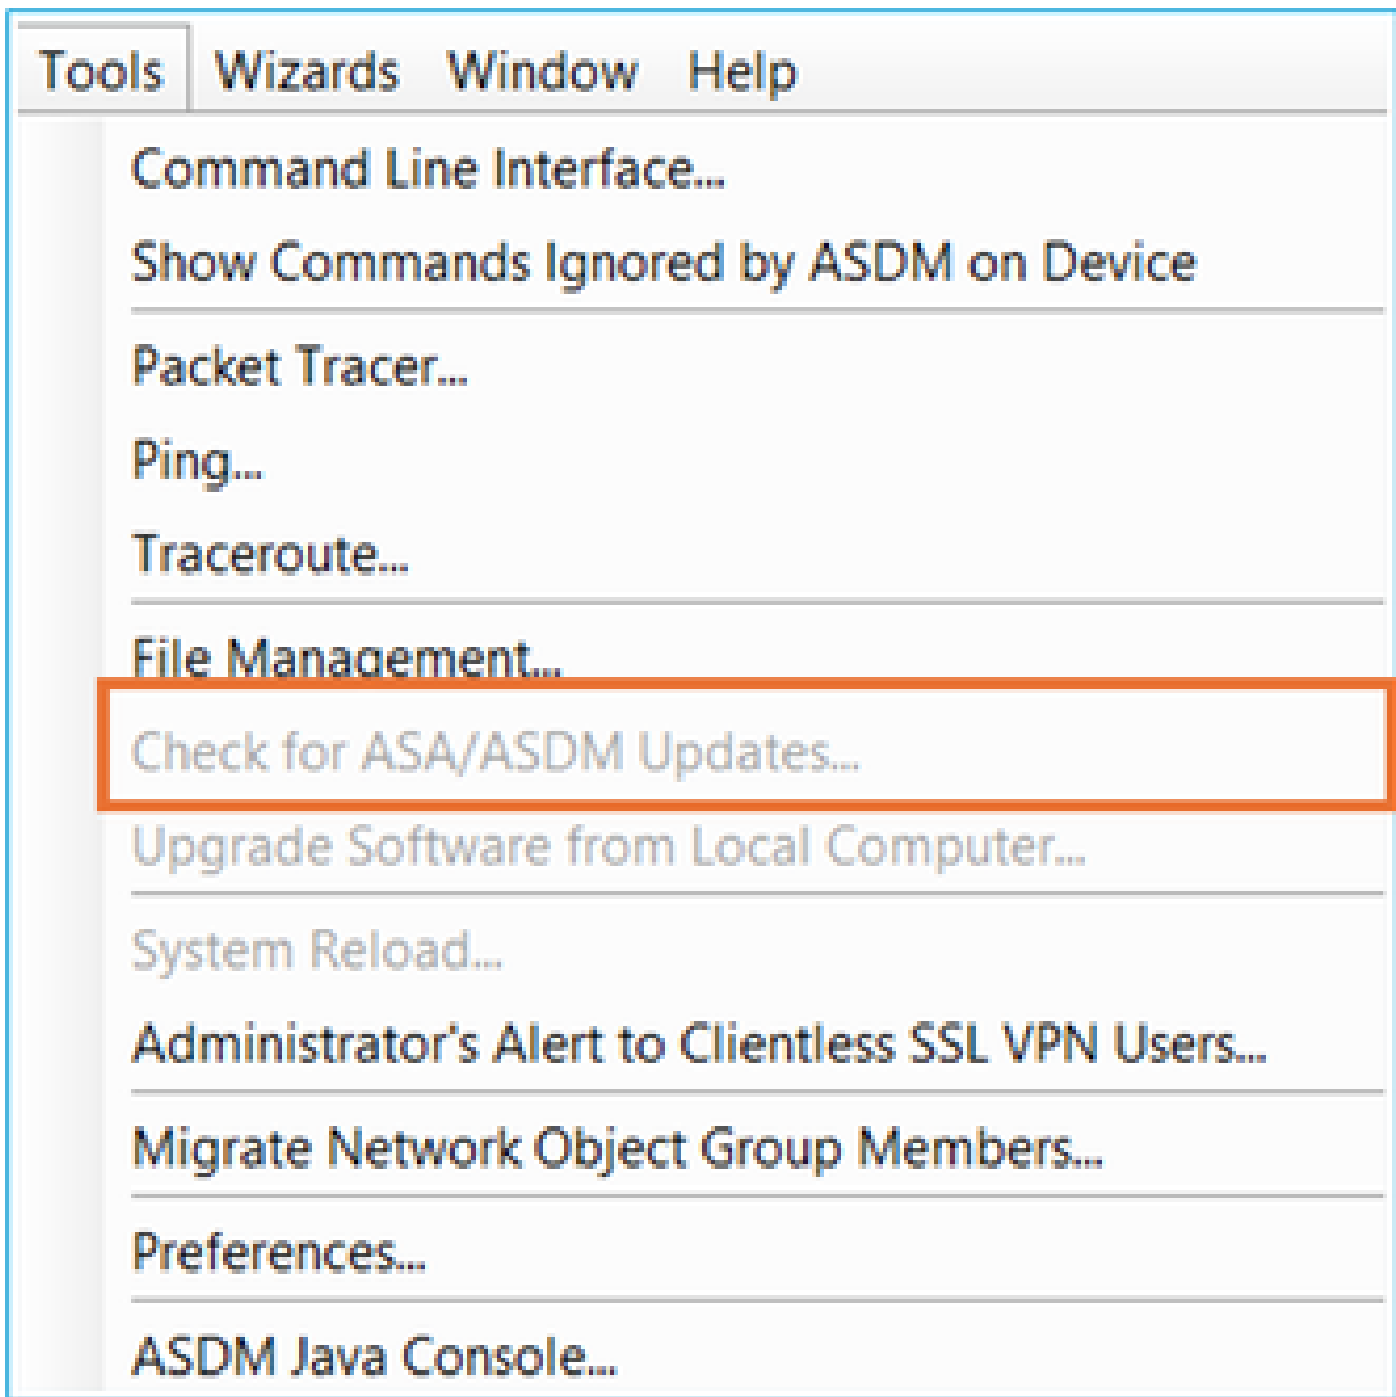 Tools Wizards Window Help
Command Line Interface...
Show Commands Ignored by ASDM on Device
Packet Tracer...
Ping...
Traceroute...
File Management...
Check for ASA/ASDM Updates...
Upgrade Software from Local Computer...
System Reload...
Administrator's Alert to Clientless SSL VPN Users...
Migrate Network Object Group Members...
Preferences...
ASDM Java Console...